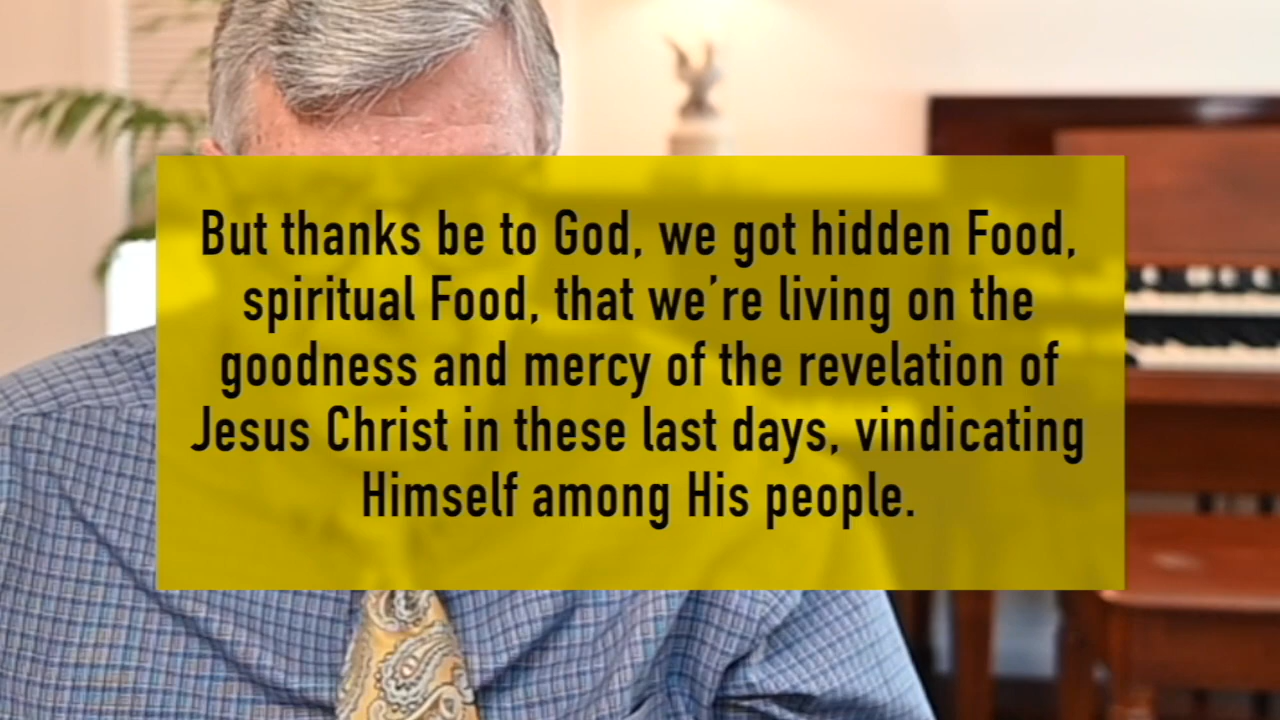 But thanks be to God, we got hidden Food,
spiritual Food, that we’re living on the
goodness and mercy of the revelation of
Jesus Christ in these last days, vindicating
Himself among His people.